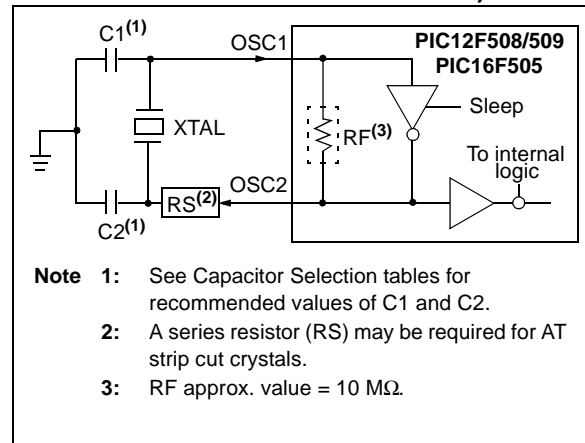 C1(1)
OSC1
PIC12F508/509
PIC16F505
Sleep
XTAL
RF(3)
To internal
logic
OSC2
RS(2)
C2(1)
Note 1: See Capacitor Selection tables for
recommended values of C1 and C2.
2: A series resistor (RS) may be required for AT
strip cut crystals.
3: RF approx. value = 10 MΩ.